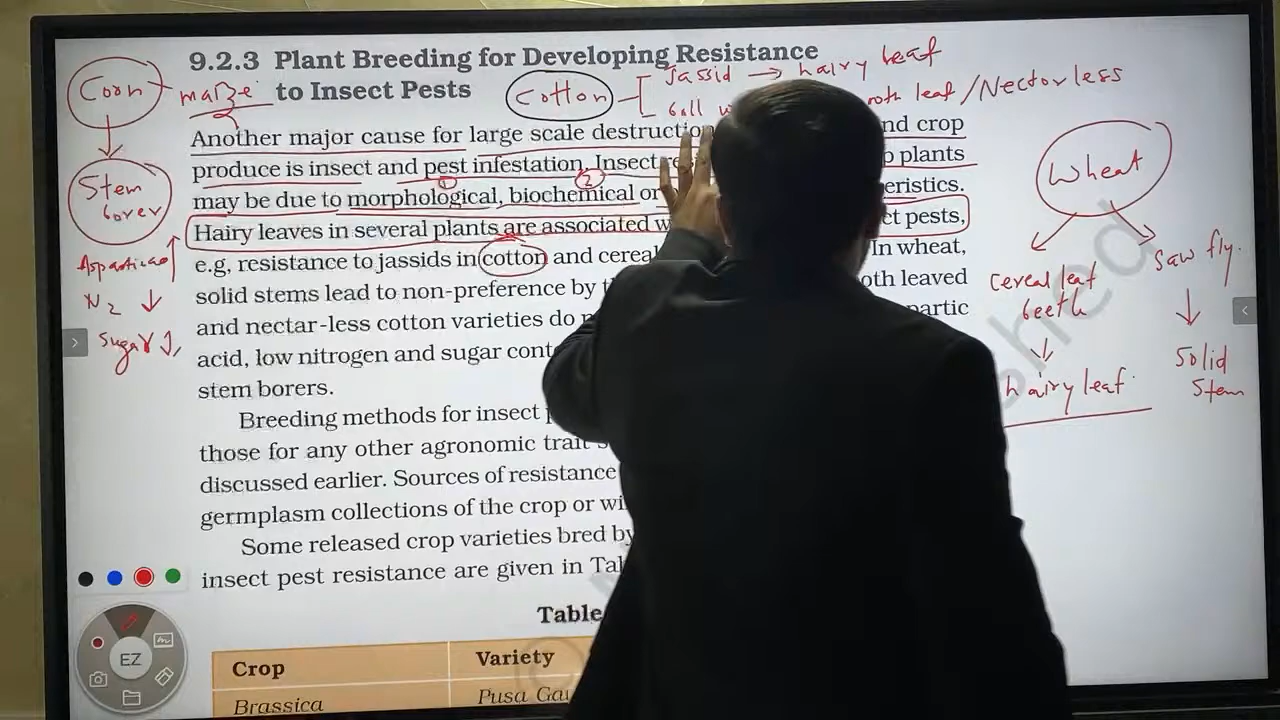 9.2.3 Plant Breeding for Developing Resistance
to Insect Pests
Corn
maize
Cotton
Jassid → hairy leaf
leaf/Nectorless
Another major cause for large scale destruction nd crop
produce is insect and pest infestation. Insect plants
1 2
may be due to morphological, biochemical or eristics.
Hairy leaves in several plants are associated w ct pests,
e.g, resistance to jassids in cotton and cereal In wheat,
solid stems lead to non-preference by oth leaved
and nectar-less cotton varieties do partic
acid, low nitrogen and sugar cont
stem borers.
Breeding methods for insect
those for any other agronomic trait
discussed earlier. Sources of resistance
germplasm collections of the crop or wi
Some released crop varieties bred by
insect pest resistance are given in Tab
Table
Crop Variety
Brassica Pusa Gau
Stem
borer
N2 ↓
Sugar ↓
Wheat
Cereal leaf
beeth
hairy leaf
Saw fly
Solid
Stem
EZ